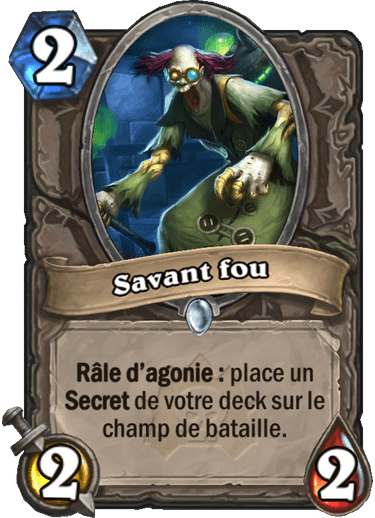 2
Savant fou
Râle d’agonie : place un
Secret de votre deck sur le
champ de bataille.
2
2